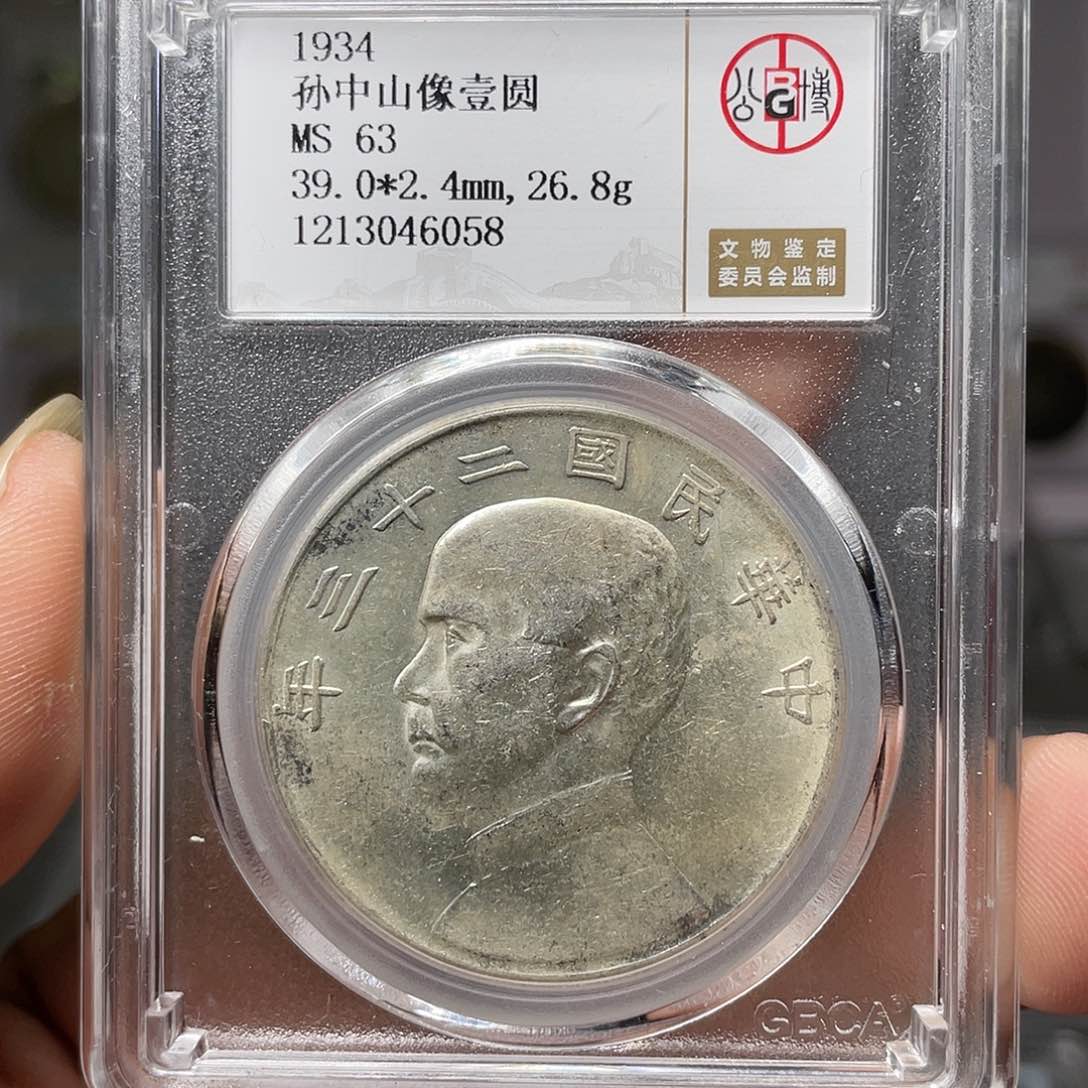 1934
孙中山像壹圆
MS 63
39.0*2.4mm,26.8g
1213046058
公 BG 博
文物鉴定
委员会监制
中華民國二十三年
GBCA